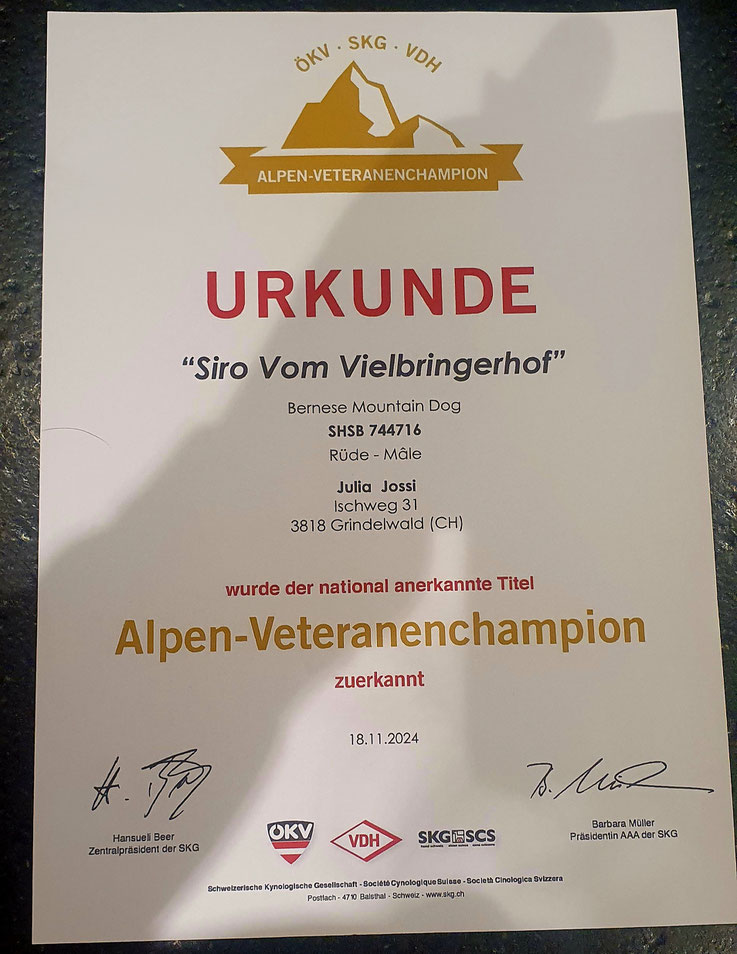 ÖKV · SKG · VDH
ALPEN-VETERANENCHAMPION
URKUNDE
“Siro Vom Vielbringerhof”
Bernese Mountain Dog
SHSB 744716
Rüde - Mâle
Julia Jossi
Ischweg 31
3818 Grindelwald (CH)
wurde der national anerkannte Titel
Alpen-Veteranenchampion
zuerkannt
18.11.2024
Hansueli Beer
Zentralpräsident der SKG
Barbara Müller
Präsidentin AAA der SKG
ÖKV
VDH
SKG SCS
Schweizerische Kynologische Gesellschaft - Société Cynologique Suisse - Società Cinologica Svizzera
Postfach - 4710 Balsthal - Schweiz - www.skg.ch